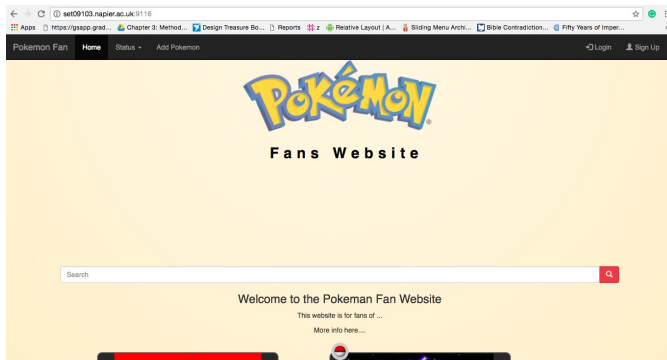 set09103.napier.ac.uk:9116
Apps https://gsapp.grad... Chapter 3: Method... Design Treasure Bo... Reports z Relative Layout | A... Sliding Menu Archi... Bible Contradiction... Fifty Years of Imper...
Pokemon Fan Home Status Add Pokemon Login Sign Up
POKéMON
Fans Website
Search
Welcome to the Pokeman Fan Website
This website is for fans of ...
More info here....